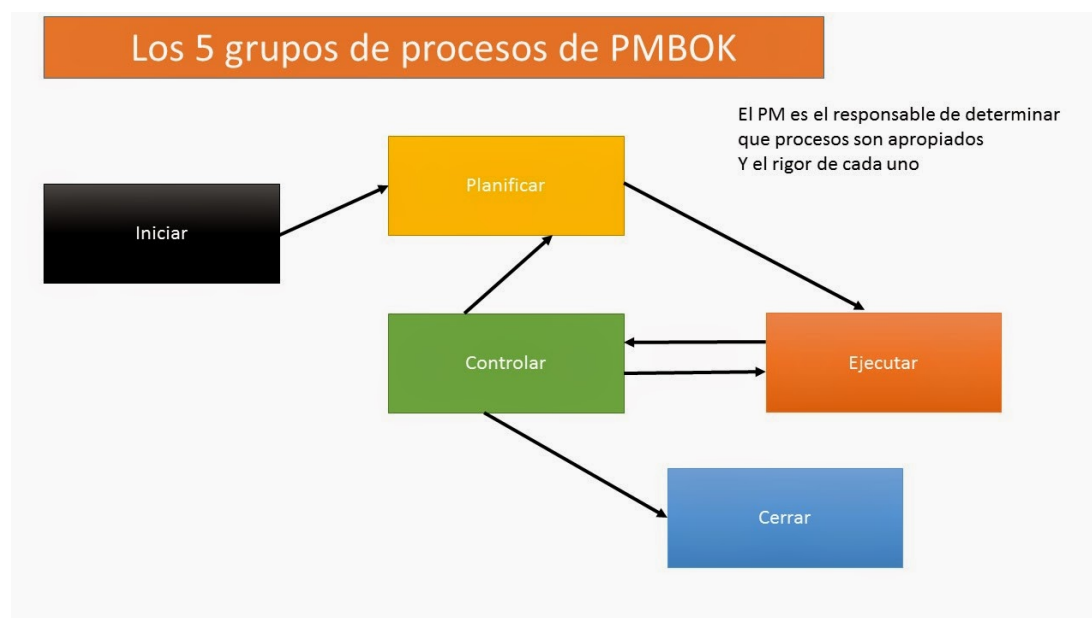 Los 5 grupos de procesos de PMBOK
El PM es el responsable de determinar
que procesos son apropiados
Y el rigor de cada uno
Planificar
Iniciar
Controlar
Ejecutar
Cerrar